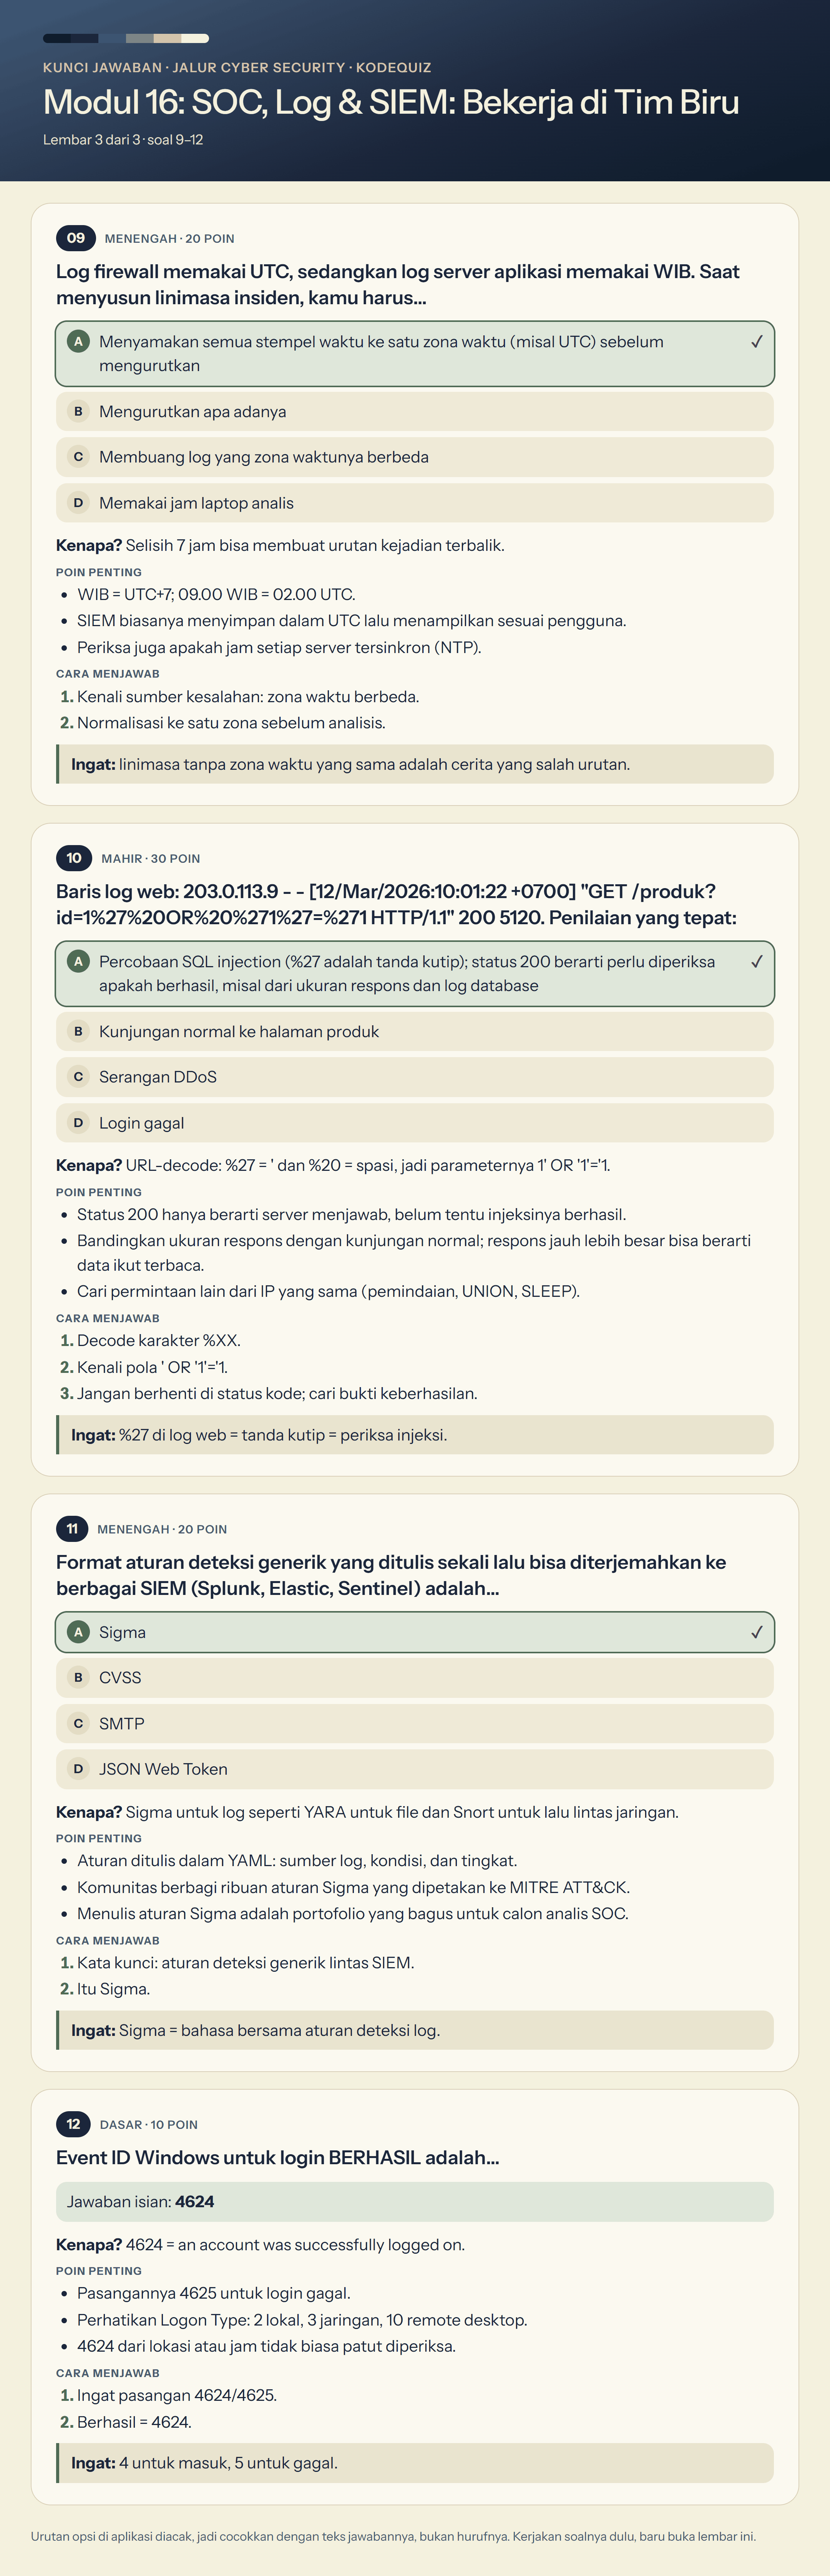 KUNCI JAWABAN · JALUR CYBER SECURITY · KODEQUIZ
Modul 16: SOC, Log & SIEM: Bekerja di Tim Biru
Lembar 3 dari 3 · soal 9–12
09 MENENGAH · 20 POIN
Log firewall memakai UTC, sedangkan log server aplikasi memakai WIB. Saat
menyusun linimasa insiden, kamu harus...
A Menyamakan semua stempel waktu ke satu zona waktu (misal UTC) sebelum ✓
mengurutkan
B Mengurutkan apa adanya
C Membuang log yang zona waktunya berbeda
D Memakai jam laptop analis
Kenapa? Selisih 7 jam bisa membuat urutan kejadian terbalik.
POIN PENTING
• WIB = UTC+7; 09.00 WIB = 02.00 UTC.
• SIEM biasanya menyimpan dalam UTC lalu menampilkan sesuai pengguna.
• Periksa juga apakah jam setiap server tersinkron (NTP).
CARA MENJAWAB
1. Kenali sumber kesalahan: zona waktu berbeda.
2. Normalisasi ke satu zona sebelum analisis.
Ingat: linimasa tanpa zona waktu yang sama adalah cerita yang salah urutan.
10 MAHIR · 30 POIN
Baris log web: 203.0.113.9 - - [12/Mar/2026:10:01:22 +0700] "GET /produk?
id=1%27%20OR%20%271%27=%271 HTTP/1.1" 200 5120. Penilaian yang tepat:
A Percobaan SQL injection (%27 adalah tanda kutip); status 200 berarti perlu diperiksa ✓
apakah berhasil, misal dari ukuran respons dan log database
B Kunjungan normal ke halaman produk
C Serangan DDoS
D Login gagal
Kenapa? URL-decode: %27 = ' dan %20 = spasi, jadi parameternya 1' OR '1'='1.
POIN PENTING
• Status 200 hanya berarti server menjawab, belum tentu injeksinya berhasil.
• Bandingkan ukuran respons dengan kunjungan normal; respons jauh lebih besar bisa berarti
data ikut terbaca.
• Cari permintaan lain dari IP yang sama (pemindaian, UNION, SLEEP).
CARA MENJAWAB
1. Decode karakter %XX.
2. Kenali pola ' OR '1'='1.
3. Jangan berhenti di status kode; cari bukti keberhasilan.
Ingat: %27 di log web = tanda kutip = periksa injeksi.
11 MENENGAH · 20 POIN
Format aturan deteksi generik yang ditulis sekali lalu bisa diterjemahkan ke
berbagai SIEM (Splunk, Elastic, Sentinel) adalah...
A Sigma ✓
B CVSS
C SMTP
D JSON Web Token
Kenapa? Sigma untuk log seperti YARA untuk file dan Snort untuk lalu lintas jaringan.
POIN PENTING
• Aturan ditulis dalam YAML: sumber log, kondisi, dan tingkat.
• Komunitas berbagi ribuan aturan Sigma yang dipetakan ke MITRE ATT&CK.
• Menulis aturan Sigma adalah portofolio yang bagus untuk calon analis SOC.
CARA MENJAWAB
1. Kata kunci: aturan deteksi generik lintas SIEM.
2. Itu Sigma.
Ingat: Sigma = bahasa bersama aturan deteksi log.
12 DASAR · 10 POIN
Event ID Windows untuk login BERHASIL adalah...
Jawaban isian: 4624
Kenapa? 4624 = an account was successfully logged on.
POIN PENTING
• Pasangannya 4625 untuk login gagal.
• Perhatikan Logon Type: 2 lokal, 3 jaringan, 10 remote desktop.
• 4624 dari lokasi atau jam tidak biasa patut diperiksa.
CARA MENJAWAB
1. Ingat pasangan 4624/4625.
2. Berhasil = 4624.
Ingat: 4 untuk masuk, 5 untuk gagal.
Urutan opsi di aplikasi diacak, jadi cocokkan dengan teks jawabannya, bukan hurufnya. Kerjakan soalnya dulu, baru buka lembar ini.